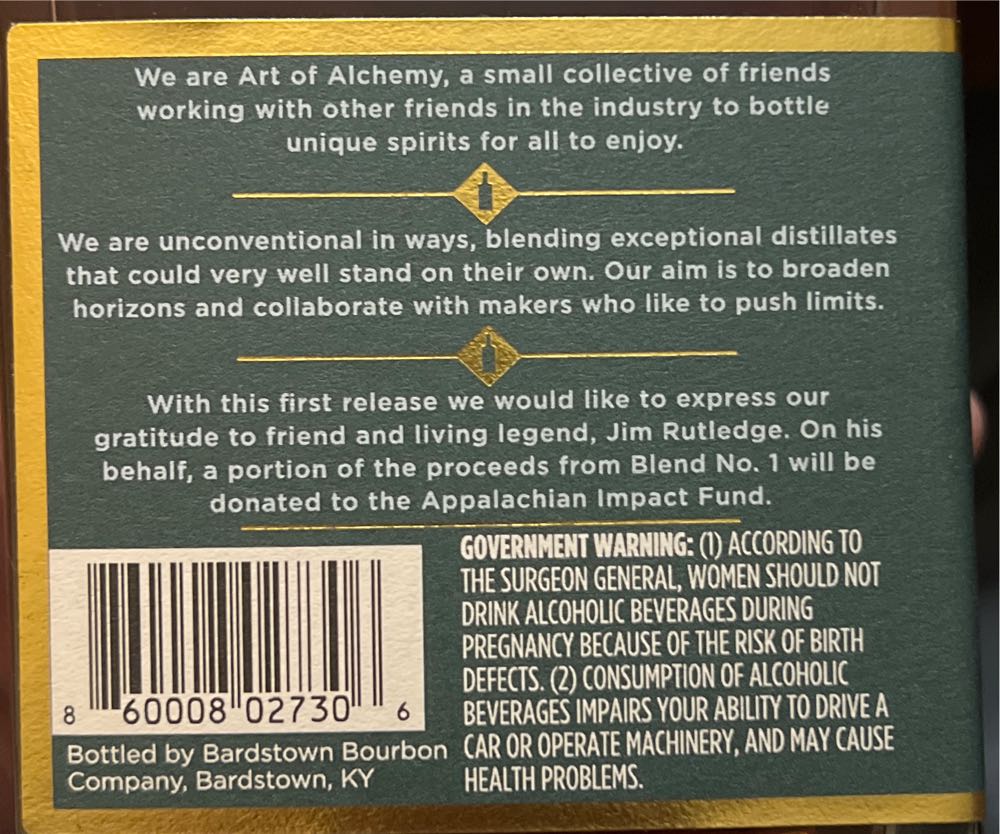 We are Art of Alchemy, a small collective of friends
working with other friends in the industry to bottle
unique spirits for all to enjoy.
We are unconventional in ways, blending exceptional distillates
that could very well stand on their own. Our aim is to broaden
horizons and collaborate with makers who like to push limits.
With this first release we would like to express our
gratitude to friend and living legend, Jim Rutledge. On his
behalf, a portion of the proceeds from Blend No. 1 will be
donated to the Appalachian Impact Fund.
8 60008 02730 6
Bottled by Bardstown Bourbon
Company, Bardstown, KY
GOVERNMENT WARNING: (1) ACCORDING TO
THE SURGEON GENERAL, WOMEN SHOULD NOT
DRINK ALCOHOLIC BEVERAGES DURING
PREGNANCY BECAUSE OF THE RISK OF BIRTH
DEFECTS. (2) CONSUMPTION OF ALCOHOLIC
BEVERAGES IMPAIRS YOUR ABILITY TO DRIVE A
CAR OR OPERATE MACHINERY, AND MAY CAUSE
HEALTH PROBLEMS.